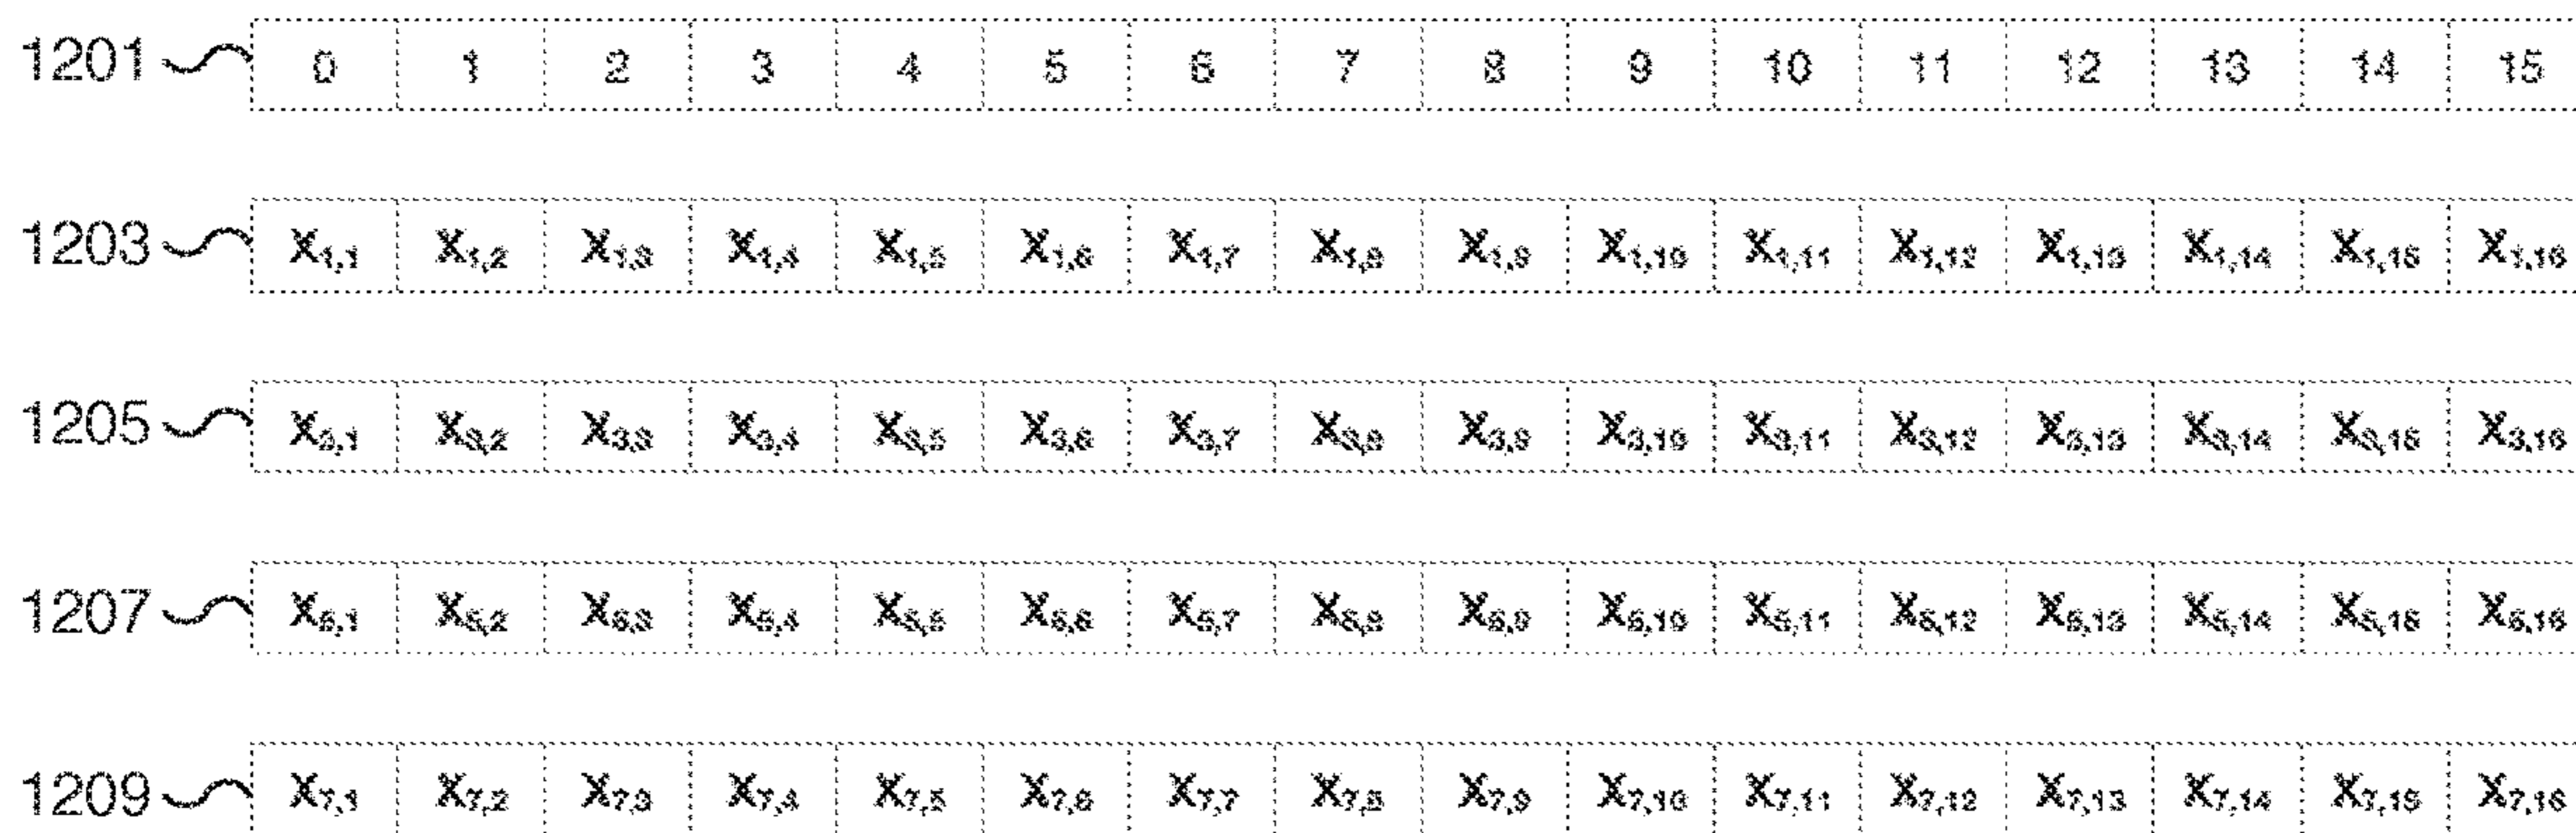 1201 0 1 2 3 4 5 6 7 8 9 10 11 12 13 14 15
1203 X1,1 X1,2 X1,3 X1,4 X1,5 X1,6 X1,7 X1,8 X1,9 X1,10 X1,11 X1,12 X1,13 X1,14 X1,15 X1,16
1205 X3,1 X3,2 X3,3 X3,4 X3,5 X3,6 X3,7 X3,8 X3,9 X3,10 X3,11 X3,12 X3,13 X3,14 X3,15 X3,16
1207 X5,1 X5,2 X5,3 X5,4 X5,5 X5,6 X5,7 X5,8 X5,9 X5,10 X5,11 X5,12 X5,13 X5,14 X5,15 X5,16
1209 X7,1 X7,2 X7,3 X7,4 X7,5 X7,6 X7,7 X7,8 X7,9 X7,10 X7,11 X7,12 X7,13 X7,14 X7,15 X7,16